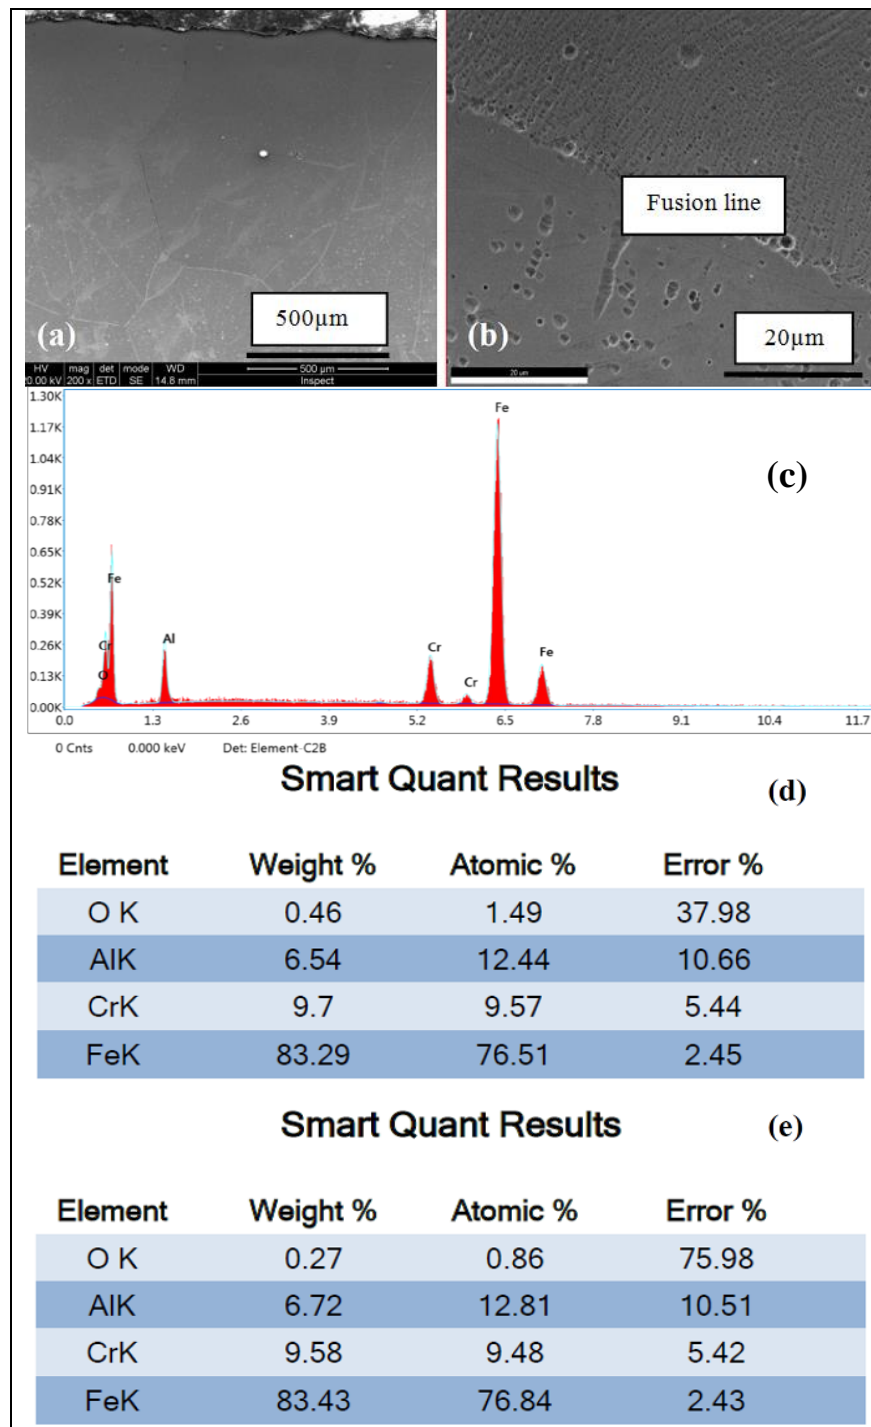 500μm
(a)
HV mag det mode WD 500 μm
0.00 kV 200 x ETD SE 14.8 mm Inspect
Fusion line
20μm
(b)
20 μm
(c)
1.30K
1.17K
1.04K
0.91K
0.78K
0.65K
0.52K
0.39K
0.26K
0.13K
0.00K
Fe
Cr
O
Al
Cr
Cr
Fe
Fe
0.0 1.3 2.6 3.9 5.2 6.5 7.8 9.1 10.4 11.7
0 Cnts 0.000 keV Det: Element-C2B
Smart Quant Results (d)
Element Weight % Atomic % Error %
O K 0.46 1.49 37.98
AlK 6.54 12.44 10.66
CrK 9.7 9.57 5.44
FeK 83.29 76.51 2.45
Smart Quant Results (e)
Element Weight % Atomic % Error %
O K 0.27 0.86 75.98
AlK 6.72 12.81 10.51
CrK 9.58 9.48 5.42
FeK 83.43 76.84 2.43